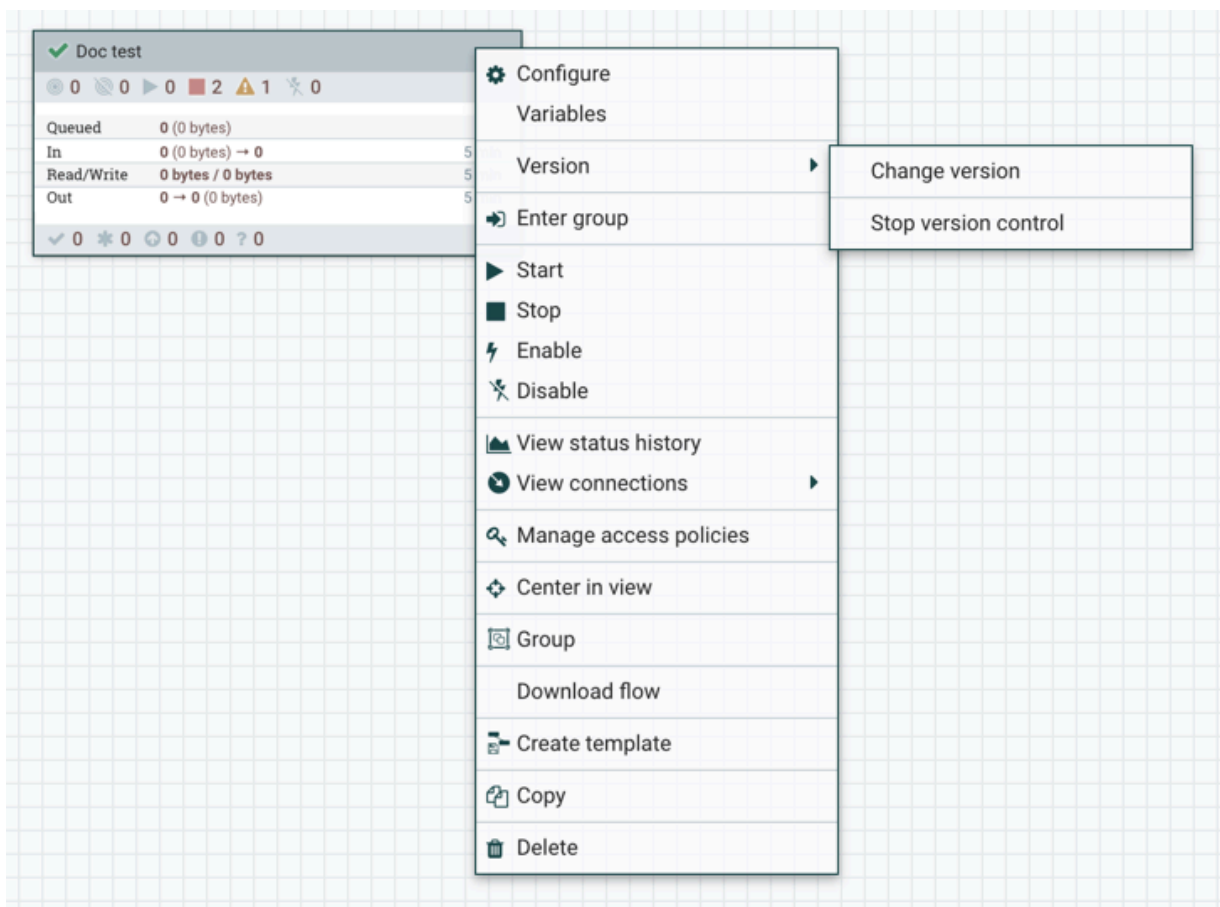 Doc test
0 0 0 2 1 0
Queued 0 (0 bytes)
In 0 (0 bytes) → 0 5
Read/Write 0 bytes / 0 bytes 5
Out 0 → 0 (0 bytes) 5
0 0 0 0 ? 0
Configure
Variables
Version
Change version
Stop version control
Enter group
Start
Stop
Enable
Disable
View status history
View connections
Manage access policies
Center in view
Group
Download flow
Create template
Copy
Delete